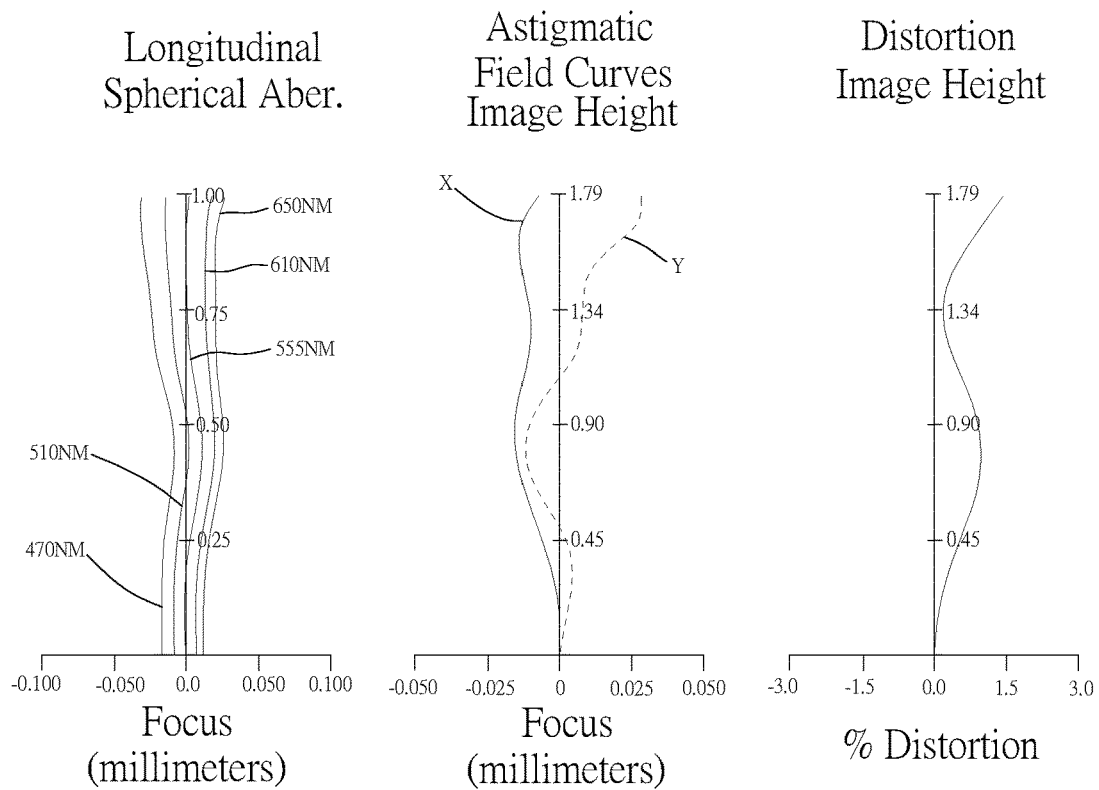 Longitudinal
Spherical Aber.
1.00
650NM
610NM
0.75
555NM
0.50
510NM
0.25
470NM
-0.100 -0.050 0.0 0.050 0.100
Focus
(millimeters)
Astigmatic
Field Curves
Image Height
X
1.79
Y
1.34
0.90
0.45
-0.050 -0.025 0 0.025 0.050
Focus
(millimeters)
Distortion
Image Height
1.79
1.34
0.90
0.45
-3.0 -1.5 0.0 1.5 3.0
% Distortion